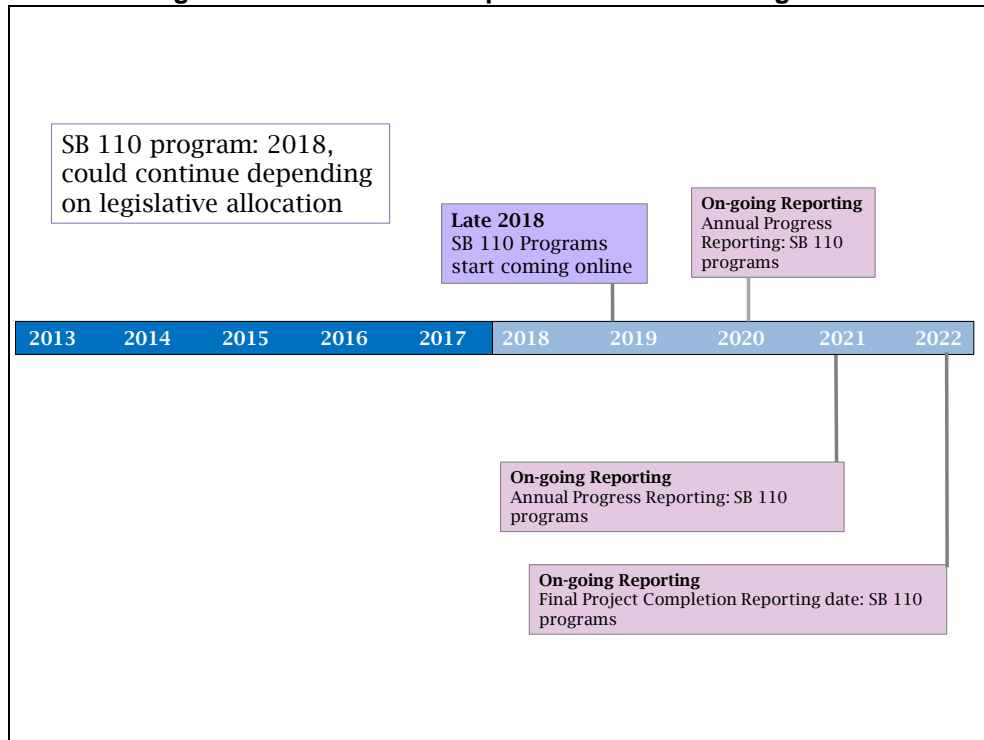 SB 110 program: 2018,
could continue depending
on legislative allocation
Late 2018
SB 110 Programs
start coming online
On-going Reporting
Annual Progress
Reporting: SB 110
programs
2013 2014 2015 2016 2017 2018 2019 2020 2021 2022
On-going Reporting
Annual Progress Reporting: SB 110
programs
On-going Reporting
Final Project Completion Reporting date: SB 110
programs